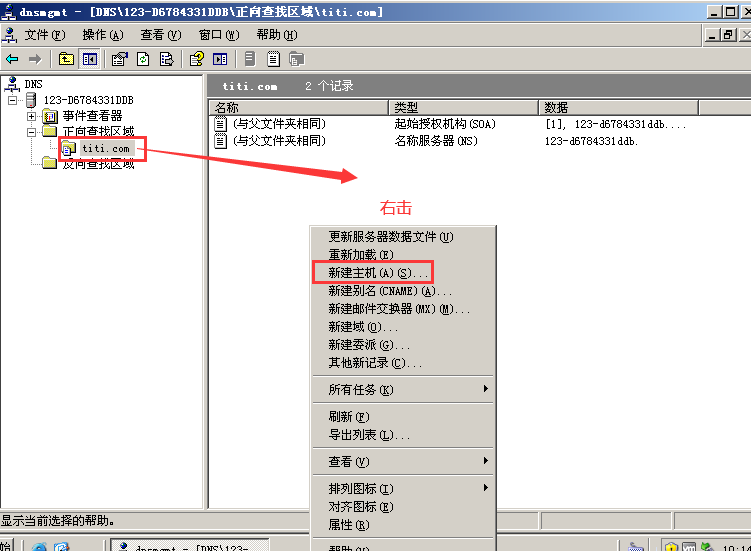 dnsmgmt - [DNS\123-D6784331DDB\正向查找区域\titi.com]
文件(F) 操作(A) 查看(V) 窗口(W) 帮助(H)
DNS
123-D6784331DDB
事件查看器
正向查找区域
titi.com
反向查找区域
titi.com 2 个记录
名称 类型 数据
(与父文件夹相同) 起始授权机构(SOA) [1], 123-d6784331ddb....
(与父文件夹相同) 名称服务器(NS) 123-d6784331ddb.
右击
更新服务器数据文件(U)
重新加载(E)
新建主机(A)(S)...
新建别名(CNAME)(A)...
新建邮件交换器(MX)(M)...
新建域(O)...
新建委派(G)...
其他新记录(C)...
所有任务(K)
刷新(F)
导出列表(L)...
查看(V)
排列图标(I)
对齐图标(E)
属性(R)
帮助(H)
显示当前选择的帮助。
dnsmgmt - [DNS\123-
10:14